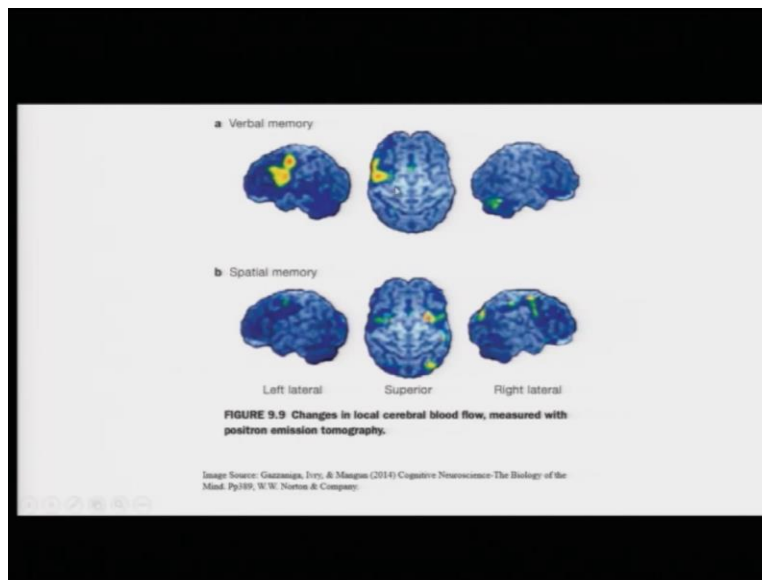 a Verbal memory
b Spatial memory
Left lateral
Superior
Right lateral
FIGURE 9.9 Changes in local cerebral blood flow, measured with
positron emission tomography.
Image Source: Gazzaniga, Ivry, & Mangun (2014) Cognitive Neuroscience-The Biology of the
Mind. Pp389, W.W. Norton & Company.